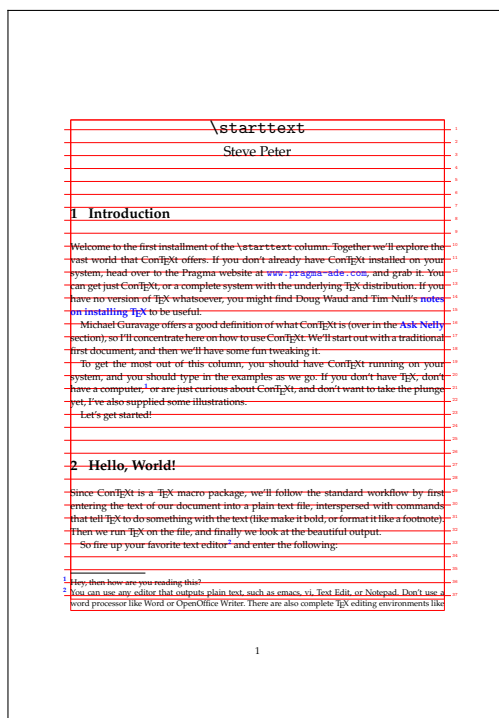 \starttext
Steve Peter
1 Introduction
Welcome to the first installment of the \starttext column. Together we'll explore the
vast world that ConTEXt offers. If you don't already have ConTEXt installed on your
system, head over to the Pragma website at www.pragma-ade.com, and grab it. You
can get just ConTEXt, or a complete system with the underlying TEX distribution. If you
have no version of TEX whatsoever, you might find Doug Waud and Tim Null's notes
on installing TEX to be useful.
Michael Guravage offers a good definition of what ConTEXt is (over in the Ask Nelly
section), so I'll concentrate here on how to use ConTEXt. We'll start out with a traditional
first document, and then we'll have some fun tweaking it.
To get the most out of this column, you should have ConTEXt running on your
system, and you should type in the examples as we go. If you don't have TEX, don't
have a computer,1 or are just curious about ConTEXt, and don't want to take the plunge
yet, I've also supplied some illustrations.
Let's get started!
2 Hello, World!
Since ConTEXt is a TEX macro package, we'll follow the standard workflow by first
entering the text of our document into a plain text file, interspersed with commands
that tell TEX to do something with the text (like make it bold, or format it like a footnote).
Then we run TEX on the file, and finally we look at the beautiful output.
So fire up your favorite text editor2 and enter the following:
1 Hey, then how are you reading this?
2 You can use any editor that outputs plain text, such as emacs, vi, Text Edit, or Notepad. Don't use a
word processor like Word or OpenOffice Writer. There are also complete TEX editing environments like
1